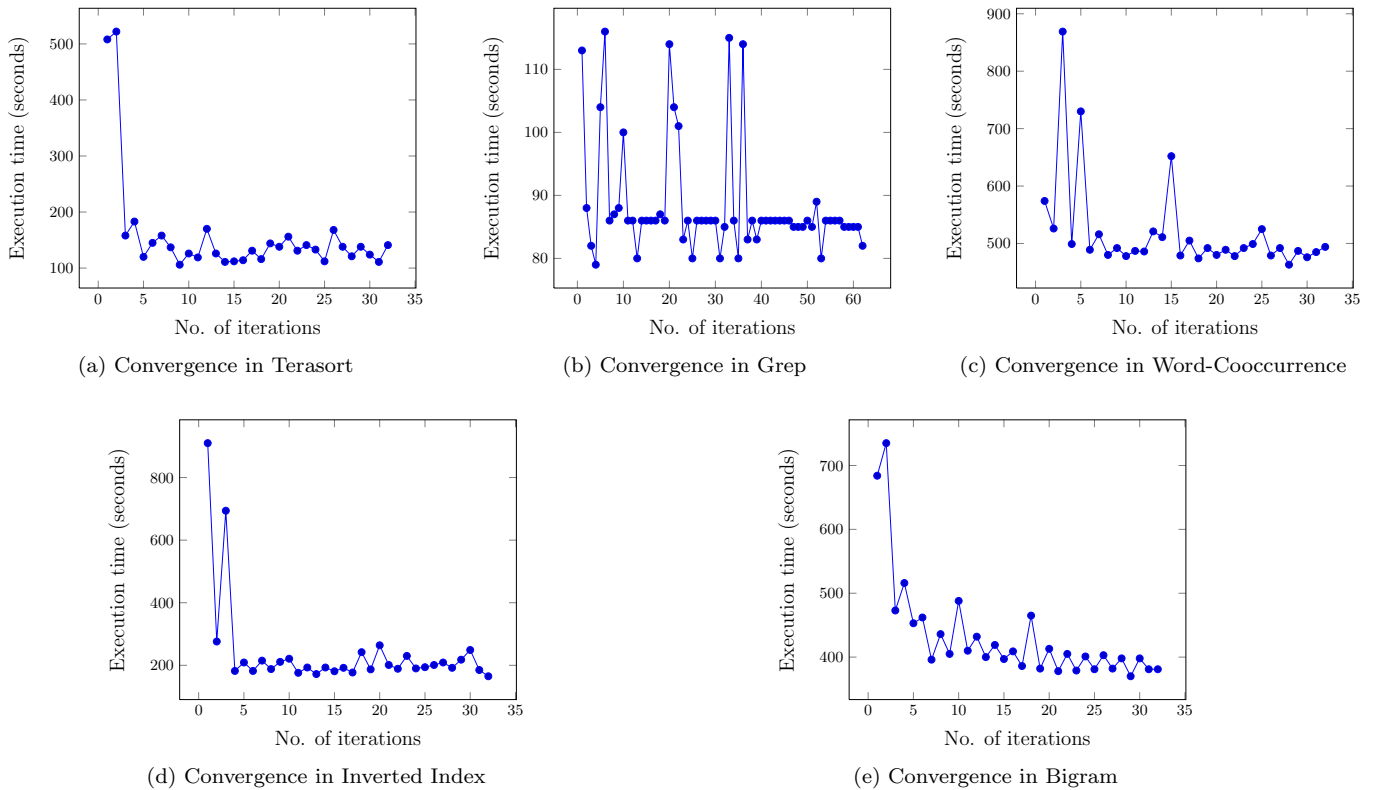 Execution time (seconds)
500
400
300
200
100
0 5 10 15 20 25 30 35
No. of iterations
(a) Convergence in Terasort
Execution time (seconds)
110
100
90
80
0 10 20 30 40 50 60
No. of iterations
(b) Convergence in Grep
Execution time (seconds)
900
800
700
600
500
0 5 10 15 20 25 30 35
No. of iterations
(c) Convergence in Word-Cooccurrence
Execution time (seconds)
800
600
400
200
0 5 10 15 20 25 30 35
No. of iterations
(d) Convergence in Inverted Index
Execution time (seconds)
700
600
500
400
0 5 10 15 20 25 30 35
No. of iterations
(e) Convergence in Bigram